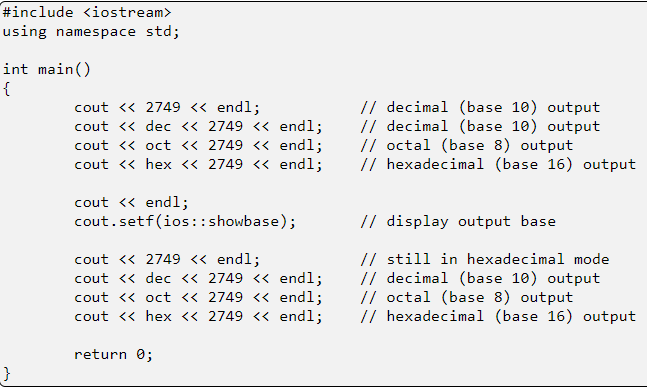 #include <iostream>
using namespace std;
int main()
{
cout << 2749 << endl; // decimal (base 10) output
cout << dec << 2749 << endl; // decimal (base 10) output
cout << oct << 2749 << endl; // octal (base 8) output
cout << hex << 2749 << endl; // hexadecimal (base 16) output
cout << endl;
cout.setf(ios::showbase); // display output base
cout << 2749 << endl; // still in hexadecimal mode
cout << dec << 2749 << endl; // decimal (base 10) output
cout << oct << 2749 << endl; // octal (base 8) output
cout << hex << 2749 << endl; // hexadecimal (base 16) output
return 0;
}